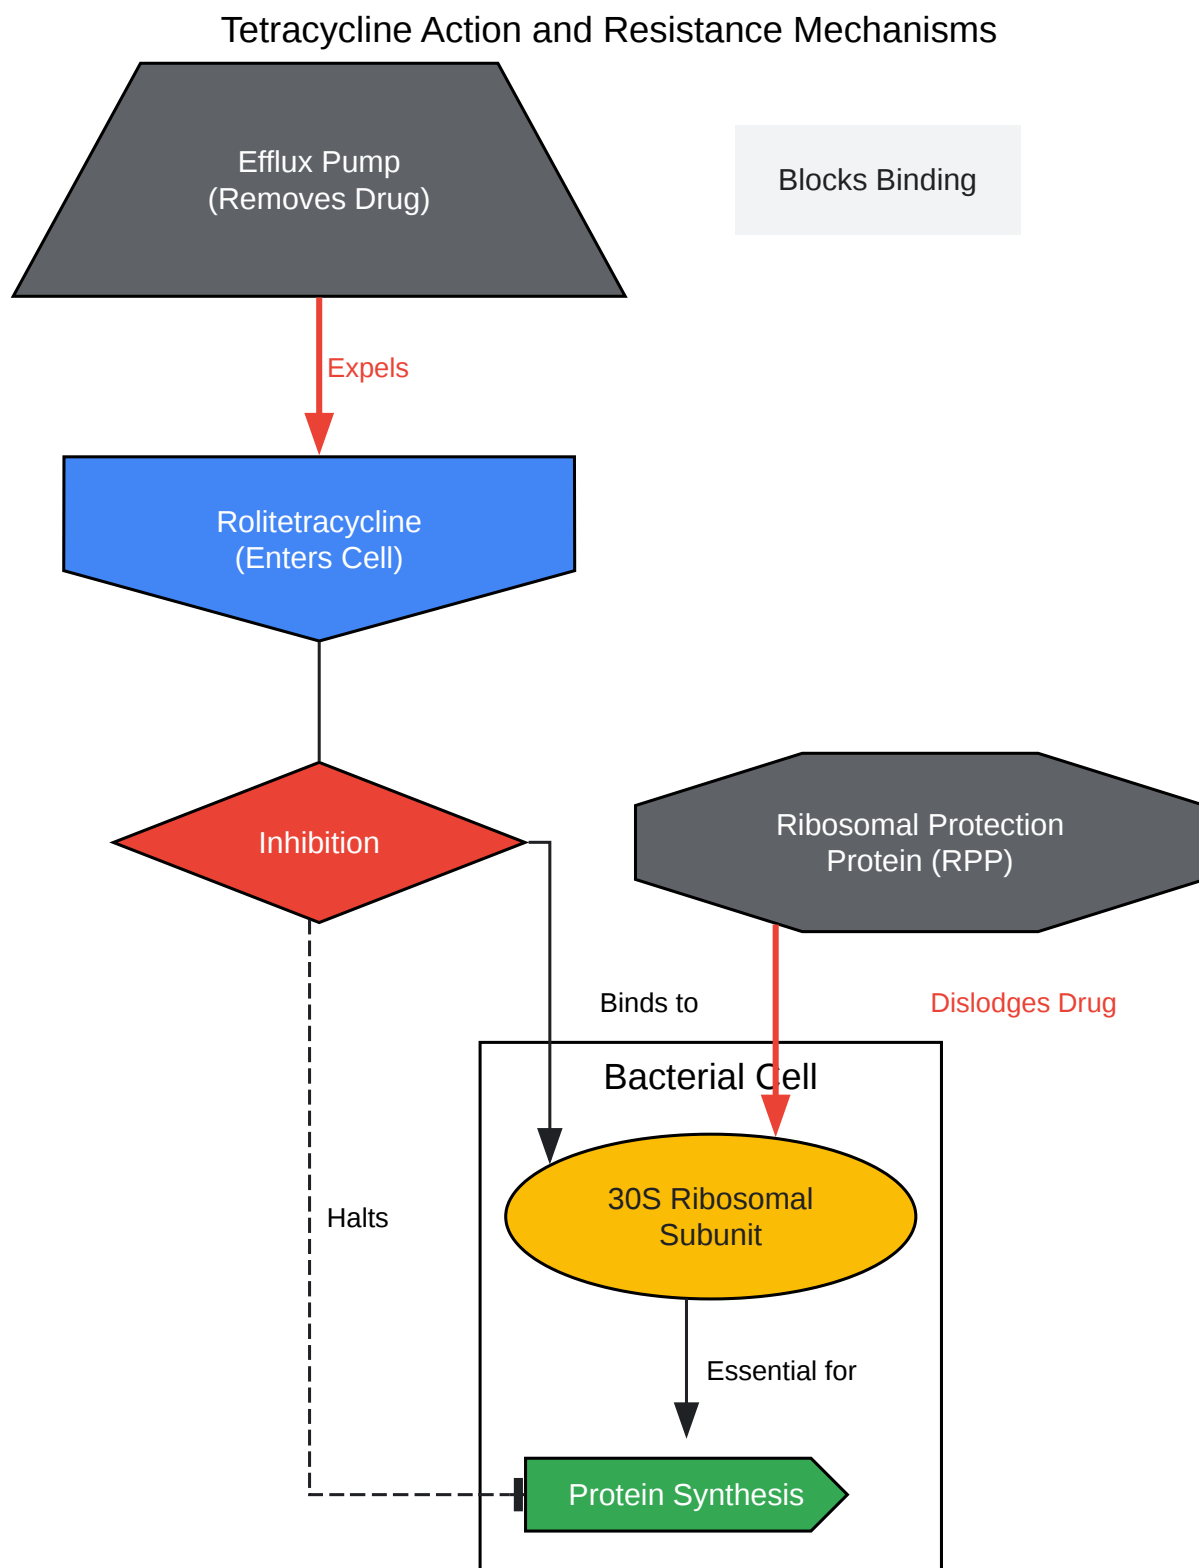 Tetracycline Action and Resistance Mechanisms
Efflux Pump
(Removes Drug)
Blocks Binding
Expels
Rolitetracycline
(Enters Cell)
Inhibition
Ribosomal Protection
Protein (RPP)
Binds to
Dislodges Drug
Bacterial Cell
30S Ribosomal
Subunit
Halts
Essential for
Protein Synthesis